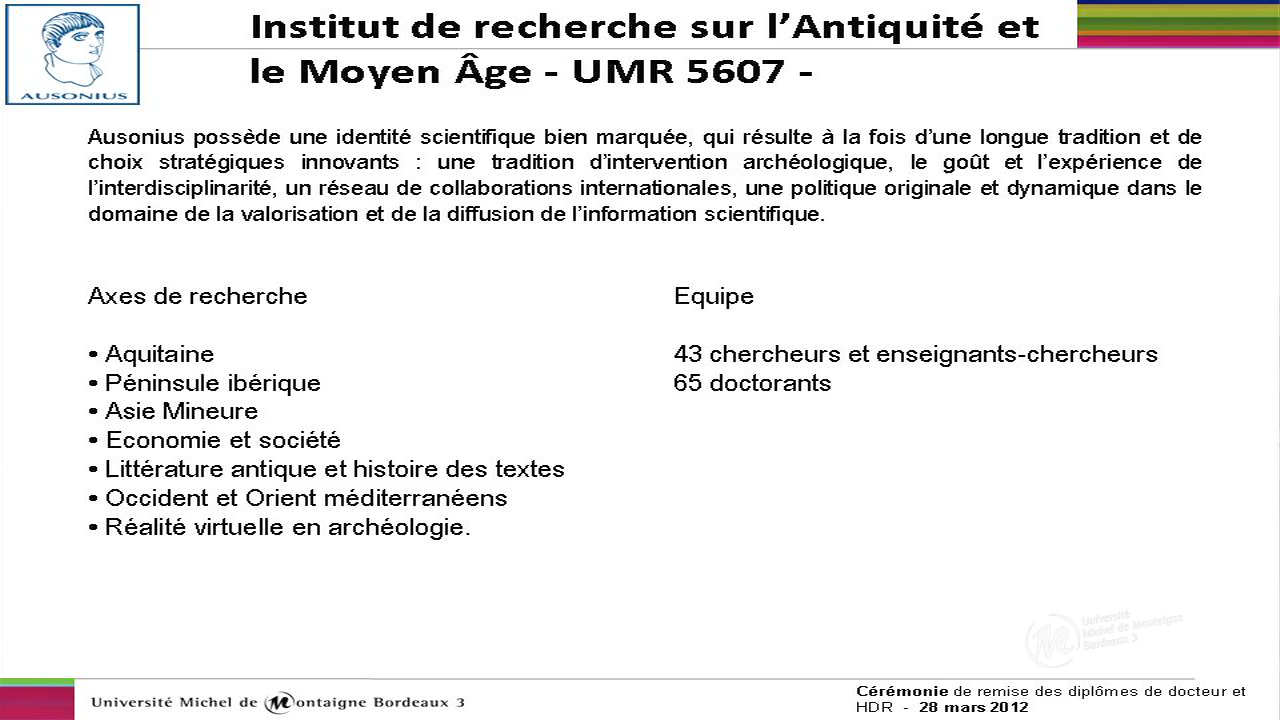 AUSONIUS
Institut de recherche sur l’Antiquité et
le Moyen Âge - UMR 5607 -
Ausonius possède une identité scientifique bien marquée, qui résulte à la fois d’une longue tradition et de
choix stratégiques innovants : une tradition d’intervention archéologique, le goût et l’expérience de
l’interdisciplinarité, un réseau de collaborations internationales, une politique originale et dynamique dans le
domaine de la valorisation et de la diffusion de l’information scientifique.
Axes de recherche
• Aquitaine
• Péninsule ibérique
• Asie Mineure
• Economie et société
• Littérature antique et histoire des textes
• Occident et Orient méditerranéens
• Réalité virtuelle en archéologie.
Equipe
43 chercheurs et enseignants-chercheurs
65 doctorants
Université
Michel de Montaigne
Bordeaux 3
Université Michel de Montaigne Bordeaux 3
Cérémonie de remise des diplômes de docteur et
HDR - 28 mars 2012